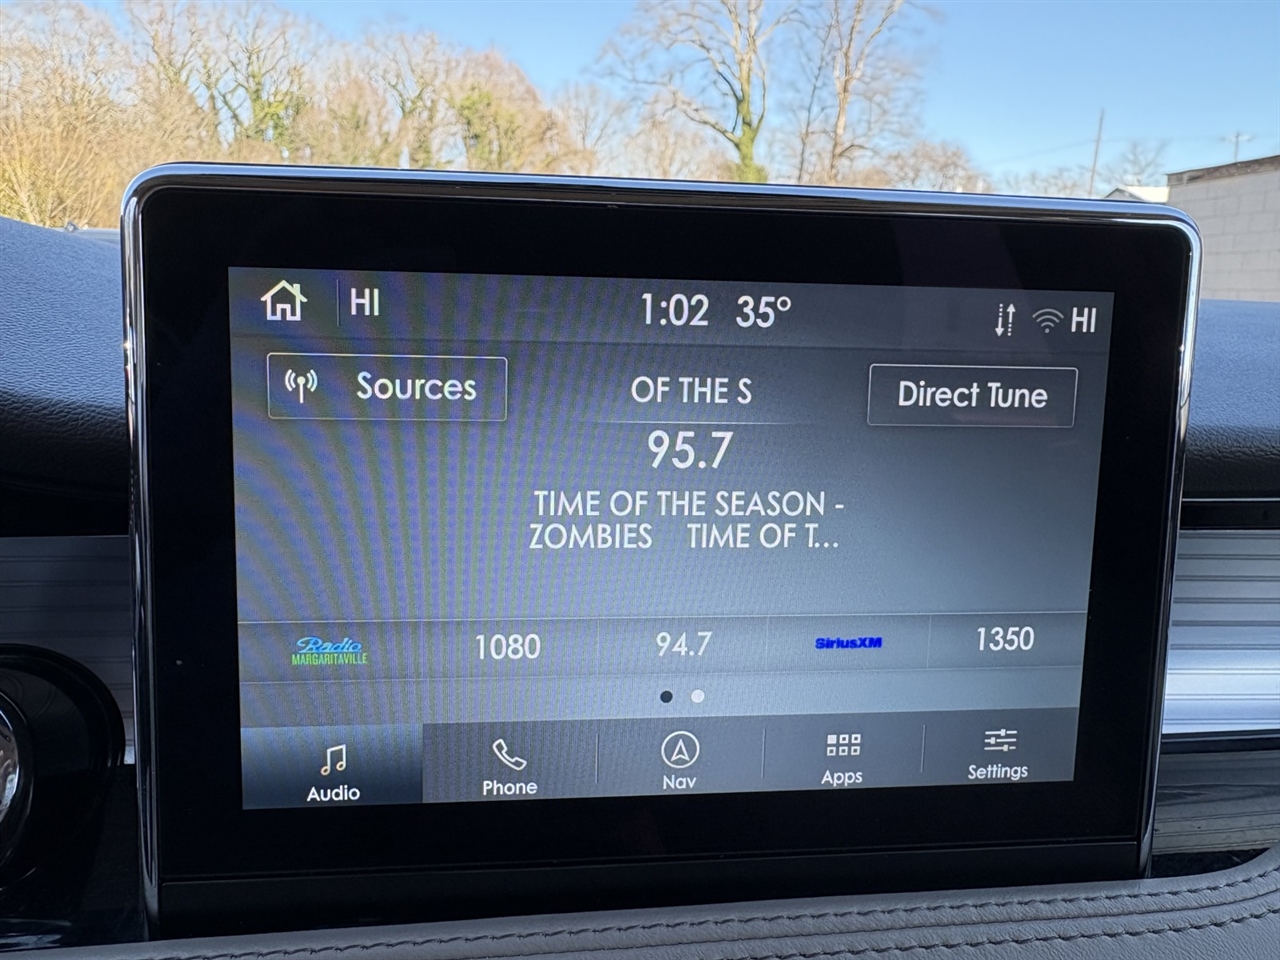 HI 1:02 35° HI
Sources OF THE S Direct Tune
95.7
TIME OF THE SEASON -
ZOMBIES TIME OF T...
Radio
MARGARITAVILLE 1080 94.7 SiriusXM 1350
Audio Phone Nav Apps Settings